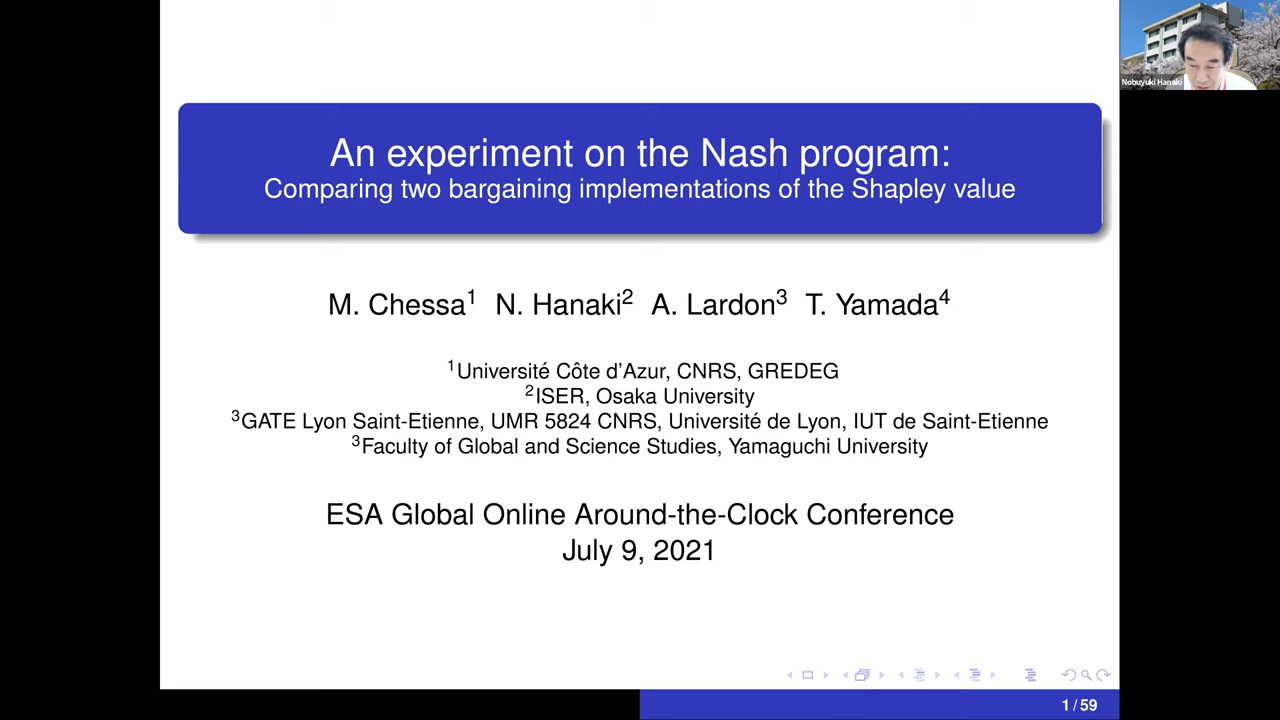 An experiment on the Nash program:
Comparing two bargaining implementations of the Shapley value
M. Chessa1 N. Hanaki2 A. Lardon3 T. Yamada4
1Université Côte d'Azur, CNRS, GREDEG
2ISER, Osaka University
3GATE Lyon Saint-Etienne, UMR 5824 CNRS, Université de Lyon, IUT de Saint-Etienne
3Faculty of Global and Science Studies, Yamaguchi University
ESA Global Online Around-the-Clock Conference
July 9, 2021
1 / 59
Nobuyuki Hanaki